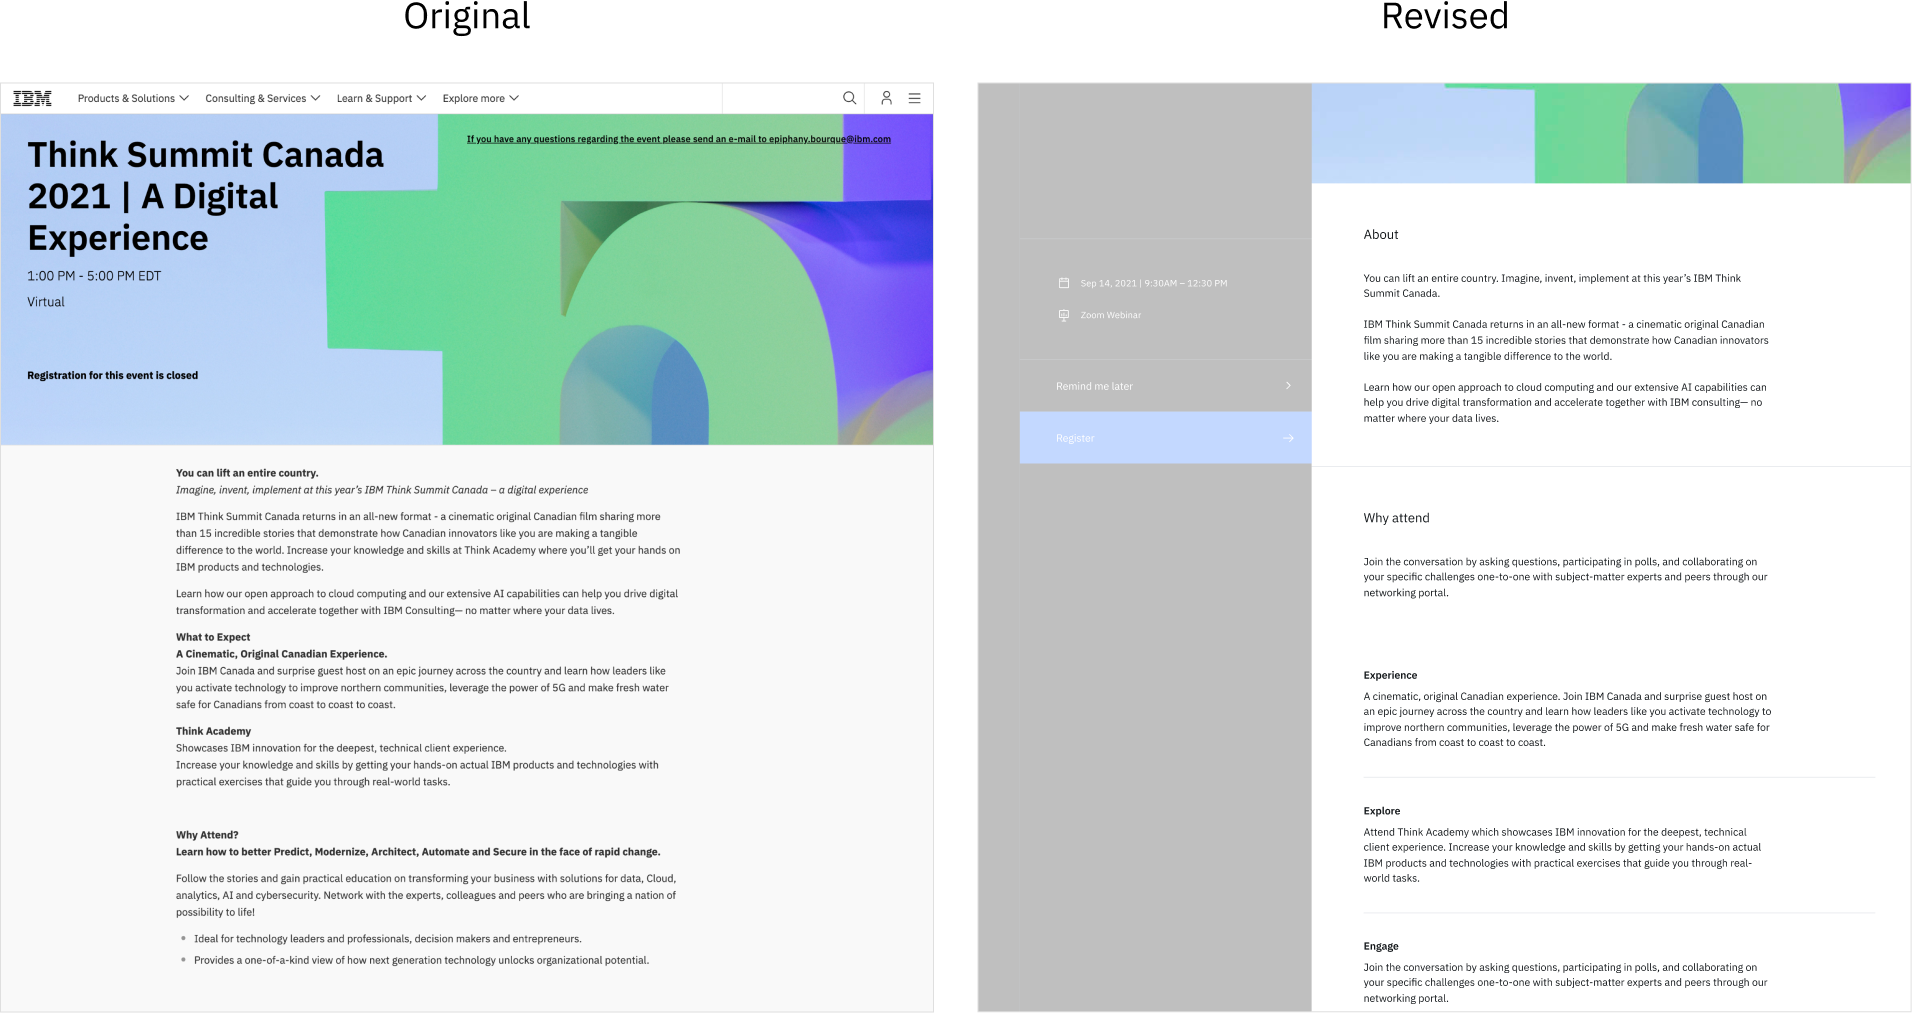 Original
IBM
Products & Solutions
Consulting & Services
Learn & Support
Explore more
If you have any questions regarding the event please send an e-mail to epiphany.bourque@ibm.com
Think Summit Canada
2021 | A Digital
Experience
1:00 PM - 5:00 PM EDT
Virtual
Registration for this event is closed
You can lift an entire country.
Imagine, invent, implement at this year's IBM Think Summit Canada – a digital experience
IBM Think Summit Canada returns in an all-new format - a cinematic original Canadian film sharing more
than 15 incredible stories that demonstrate how Canadian innovators like you are making a tangible
difference to the world. Increase your knowledge and skills at Think Academy where you'll get your hands on
IBM products and technologies.
Learn how our open approach to cloud computing and our extensive AI capabilities can help you drive digital
transformation and accelerate together with IBM Consulting— no matter where your data lives.
What to Expect
A Cinematic, Original Canadian Experience.
Join IBM Canada and surprise guest host on an epic journey across the country and learn how leaders like
you activate technology to improve northern communities, leverage the power of 5G and make fresh water
safe for Canadians from coast to coast to coast.
Think Academy
Showcases IBM innovation for the deepest, technical client experience.
Increase your knowledge and skills by getting your hands-on actual IBM products and technologies with
practical exercises that guide you through real-world tasks.
Why Attend?
Learn how to better Predict, Modernize, Architect, Automate and Secure in the face of rapid change.
Follow the stories and gain practical education on transforming your business with solutions for data, Cloud,
analytics, AI and cybersecurity. Network with the experts, colleagues and peers who are bringing a nation of
possibility to life!
Ideal for technology leaders and professionals, decision makers and entrepreneurs.
Provides a one-of-a-kind view of how next generation technology unlocks organizational potential.
Revised
Sep 14, 2021 | 9:30AM – 12:30 PM
Zoom Webinar
Remind me later
Register
About
You can lift an entire country. Imagine, invent, implement at this year's IBM Think
Summit Canada.
IBM Think Summit Canada returns in an all-new format - a cinematic original Canadian
film sharing more than 15 incredible stories that demonstrate how Canadian innovators
like you are making a tangible difference to the world.
Learn how our open approach to cloud computing and our extensive AI capabilities can
help you drive digital transformation and accelerate together with IBM consulting— no
matter where your data lives.
Why attend
Join the conversation by asking questions, participating in polls, and collaborating on
your specific challenges one-to-one with subject-matter experts and peers through our
networking portal.
Experience
A cinematic, original Canadian experience. Join IBM Canada and surprise guest host on
an epic journey across the country and learn how leaders like you activate technology to
improve northern communities, leverage the power of 5G and make fresh water safe for
Canadians from coast to coast to coast.
Explore
Attend Think Academy which showcases IBM innovation for the deepest, technical
client experience. Increase your knowledge and skills by getting your hands-on actual
IBM products and technologies with practical exercises that guide you through real-
world tasks.
Engage
Join the conversation by asking questions, participating in polls, and collaborating on
your specific challenges one-to-one with subject-matter experts and peers through our
networking portal.